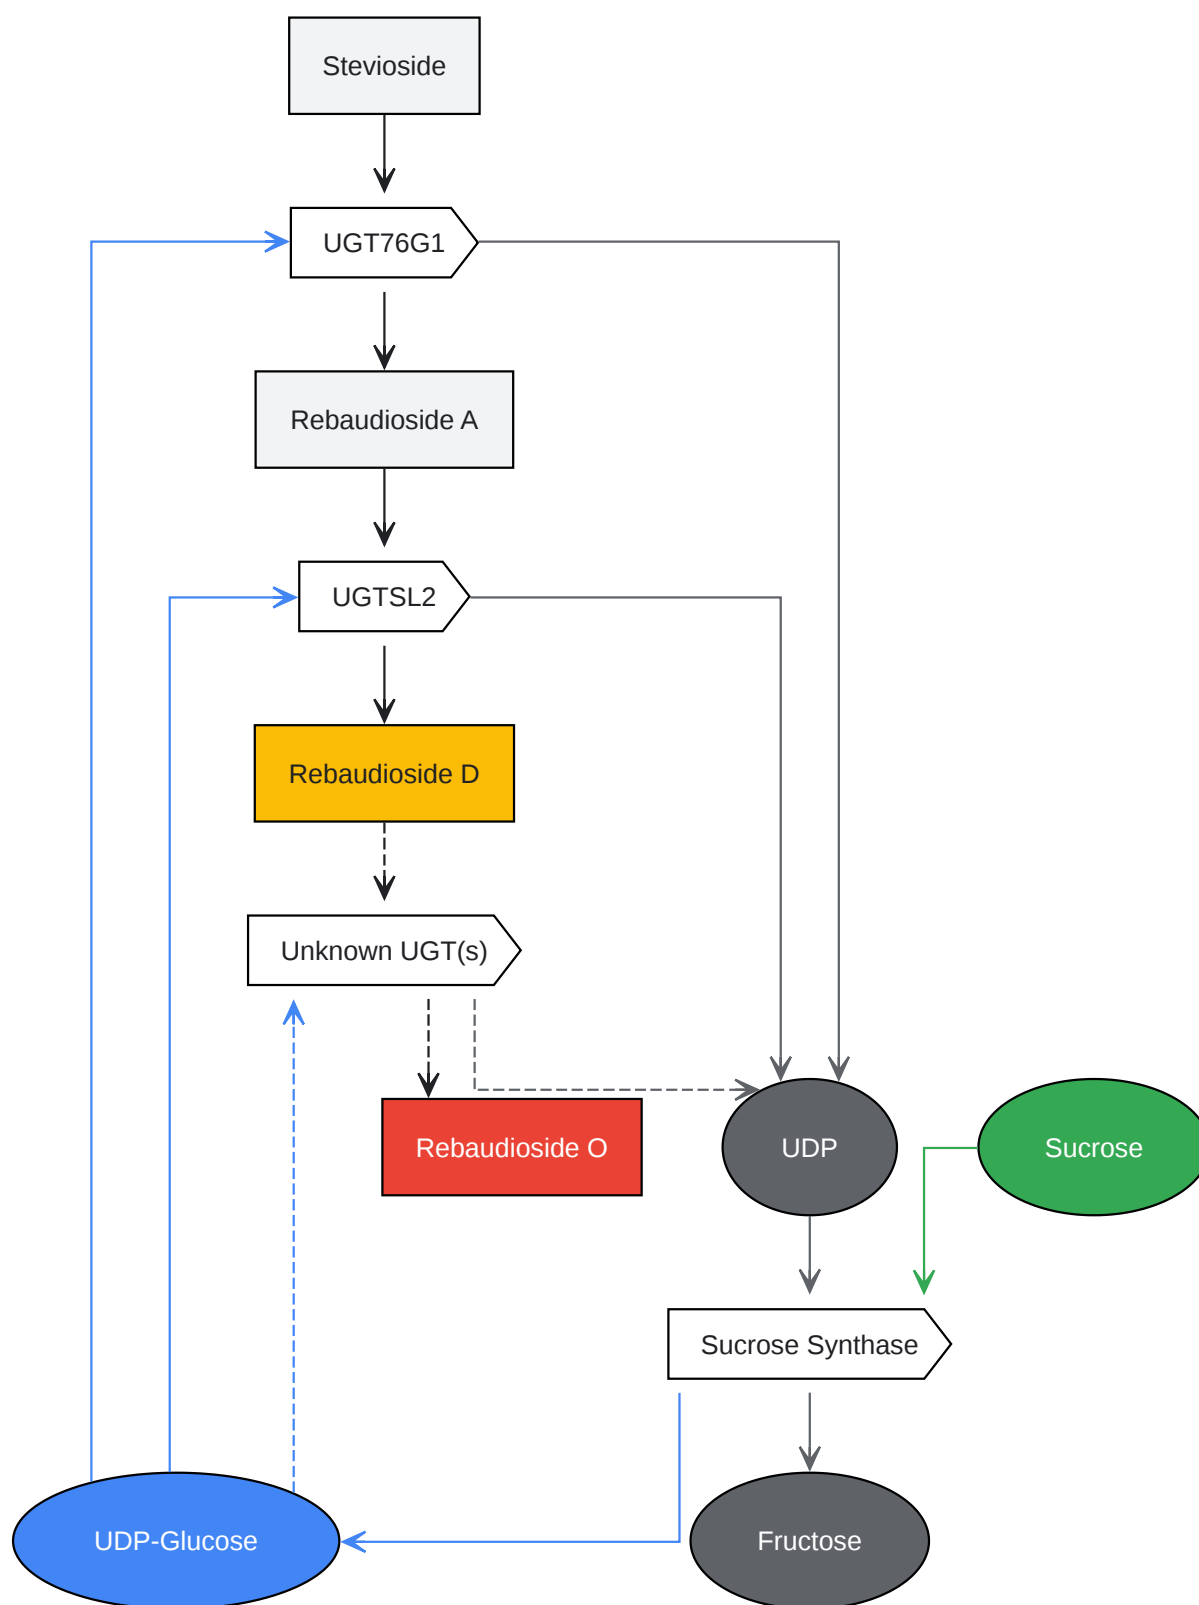 Stevioside
UGT76G1
Rebaudioside A
UGTSL2
Rebaudioside D
Unknown UGT(s)
Rebaudioside O
UDP
Sucrose
Sucrose Synthase
UDP-Glucose
Fructose